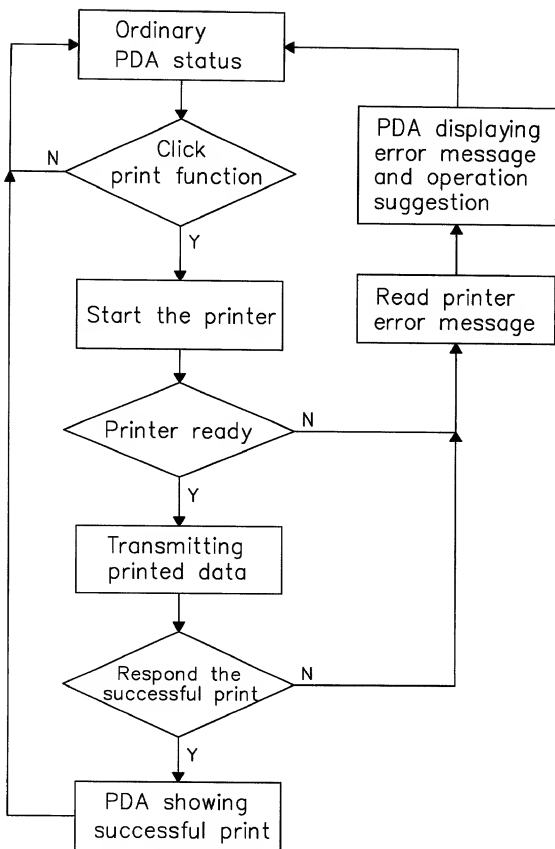 Ordinary
PDA status
Click
print function
N
Y
Start the printer
Printer ready
N
Y
Transmitting
printed data
Respond the
successful print
N
Y
PDA showing
successful print
PDA displaying
error message
and operation
suggestion
Read printer
error message